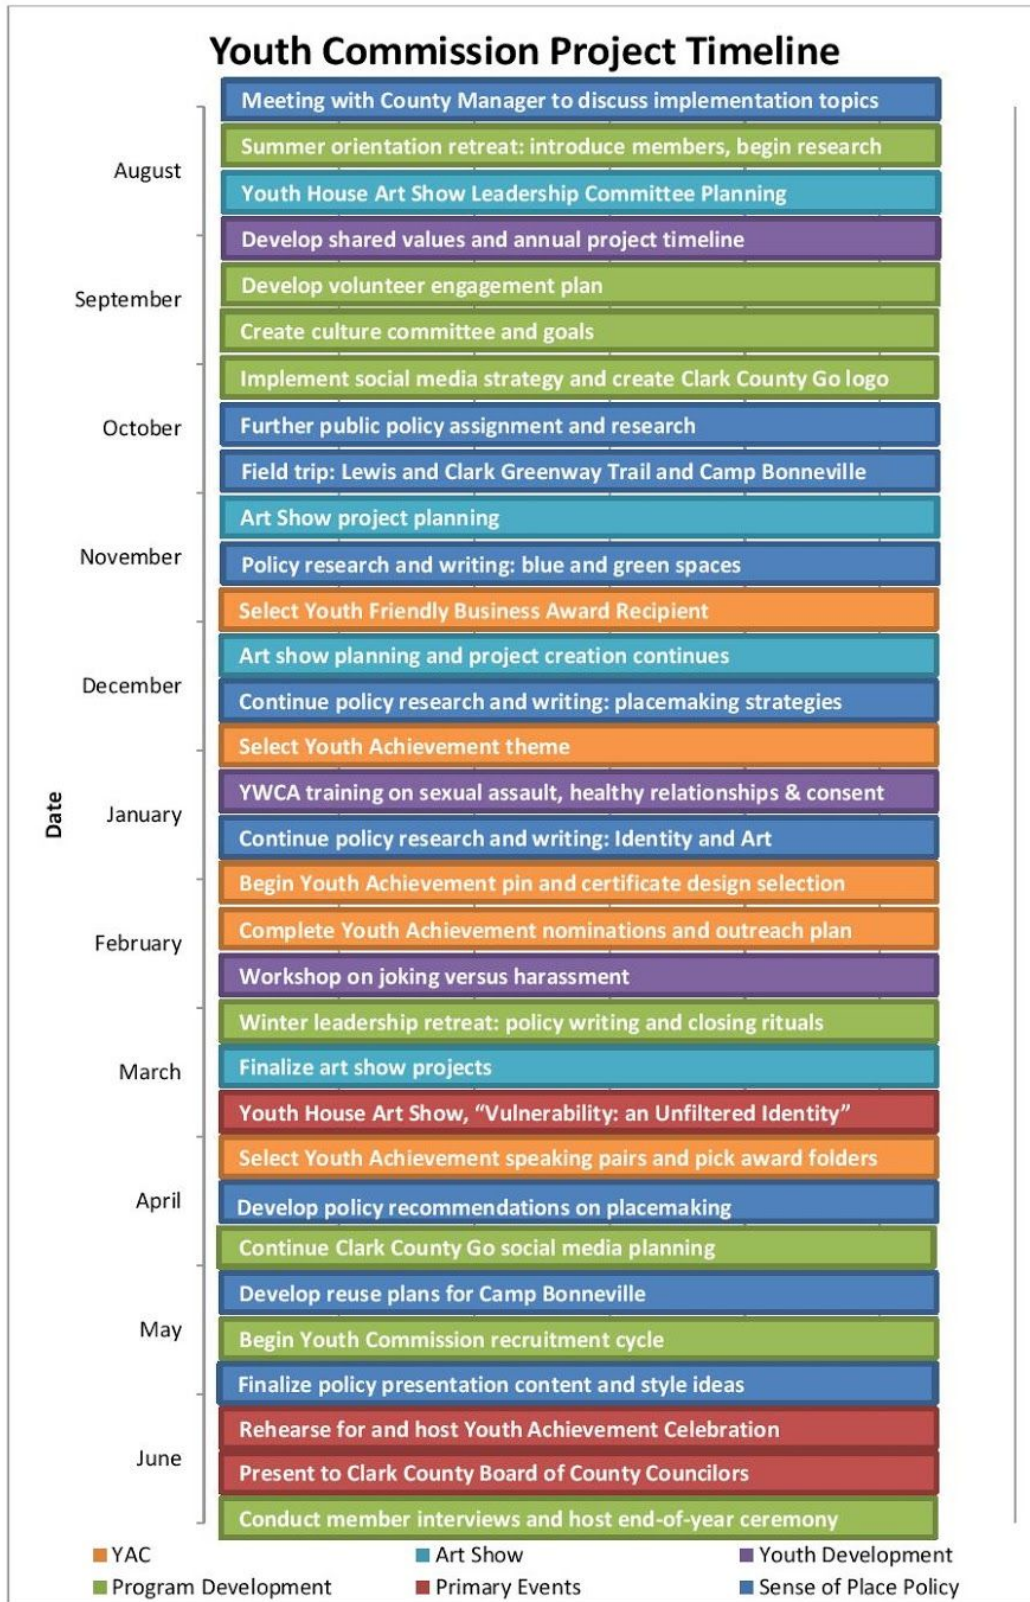 Youth Commission Project Timeline
Meeting with County Manager to discuss implementation topics
Summer orientation retreat: introduce members, begin research
August
Youth House Art Show Leadership Committee Planning
Develop shared values and annual project timeline
Develop volunteer engagement plan
September
Create culture committee and goals
Implement social media strategy and create Clark County Go logo
Further public policy assignment and research
October
Field trip: Lewis and Clark Greenway Trail and Camp Bonneville
Art Show project planning
Policy research and writing: blue and green spaces
November
Select Youth Friendly Business Award Recipient
Art show planning and project creation continues
December
Continue policy research and writing: placemaking strategies
Select Youth Achievement theme
YWCA training on sexual assault, healthy relationships & consent
Date
January
Continue policy research and writing: Identity and Art
Begin Youth Achievement pin and certificate design selection
Complete Youth Achievement nominations and outreach plan
February
Workshop on joking versus harassment
Winter leadership retreat: policy writing and closing rituals
Finalize art show projects
March
Youth House Art Show, “Vulnerability: an Unfiltered Identity”
Select Youth Achievement speaking pairs and pick award folders
April
Develop policy recommendations on placemaking
Continue Clark County Go social media planning
Develop reuse plans for Camp Bonneville
May
Begin Youth Commission recruitment cycle
Finalize policy presentation content and style ideas
Rehearse for and host Youth Achievement Celebration
June
Present to Clark County Board of County Councilors
Conduct member interviews and host end-of-year ceremony
YAC
Art Show
Youth Development
Program Development
Primary Events
Sense of Place Policy